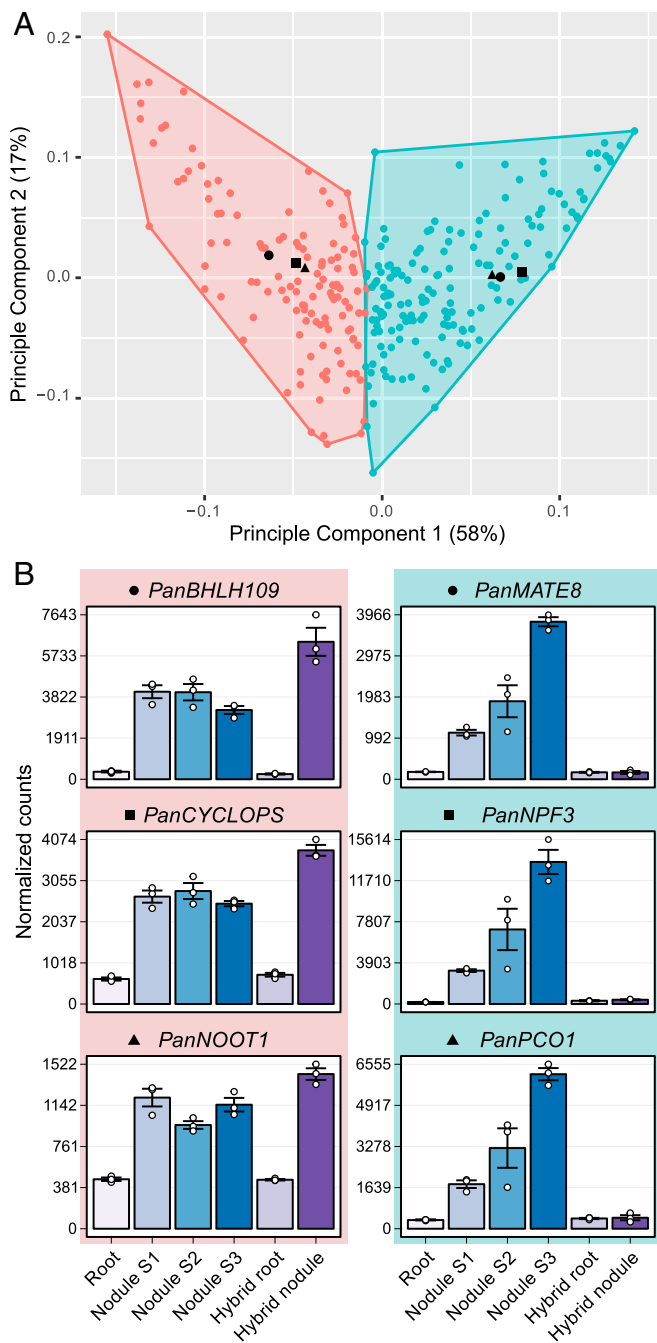 A
0.2
0.1
0.0
−0.1
Principle Component 2 (17%)
−0.1 0.0 0.1
Principle Component 1 (58%)
B
● PanBHLH109
7643
5733
3822
1911
0
● PanMATE8
3966
2975
1983
992
0
Normalized counts
■ PanCYCLOPS
4074
3055
2037
1018
0
■ PanNPF3
15614
11710
7807
3903
0
▲ PanNOOT1
1522
1142
761
381
0
▲ PanPCO1
6555
4917
3278
1639
0
Root Nodule S1 Nodule S2 Nodule S3 Hybrid root Hybrid nodule
Root Nodule S1 Nodule S2 Nodule S3 Hybrid root Hybrid nodule